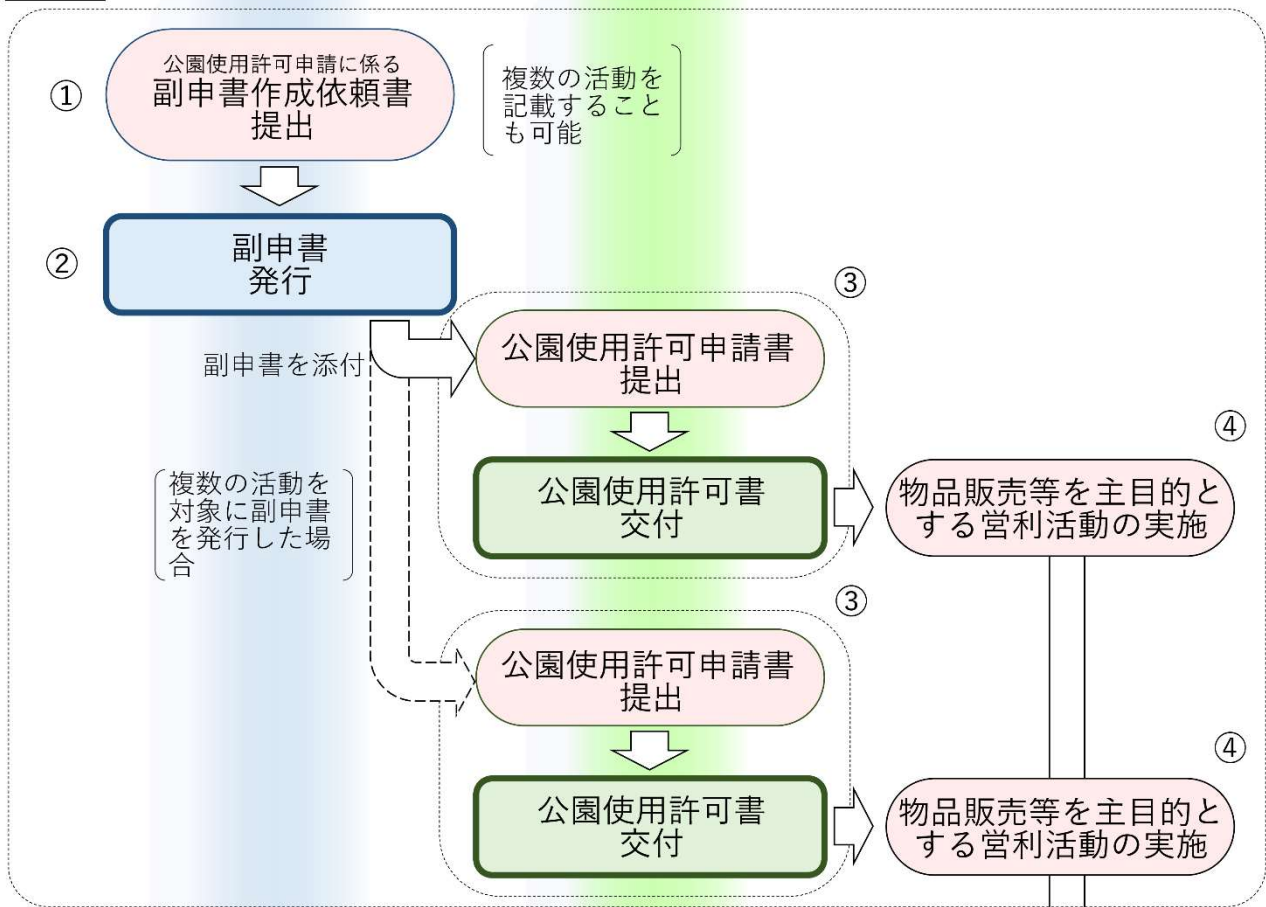 ①
公園使用許可申請に係る
副申書作成依頼書
提出
複数の活動を
記載すること
も可能
②
副申書
発行
副申書を添付
複数の活動を
対象に副申書
を発行した場
合
③
公園使用許可申請書
提出
公園使用許可書
交付
④
物品販売等を主目的と
する営利活動の実施
③
公園使用許可申請書
提出
公園使用許可書
交付
④
物品販売等を主目的と
する営利活動の実施